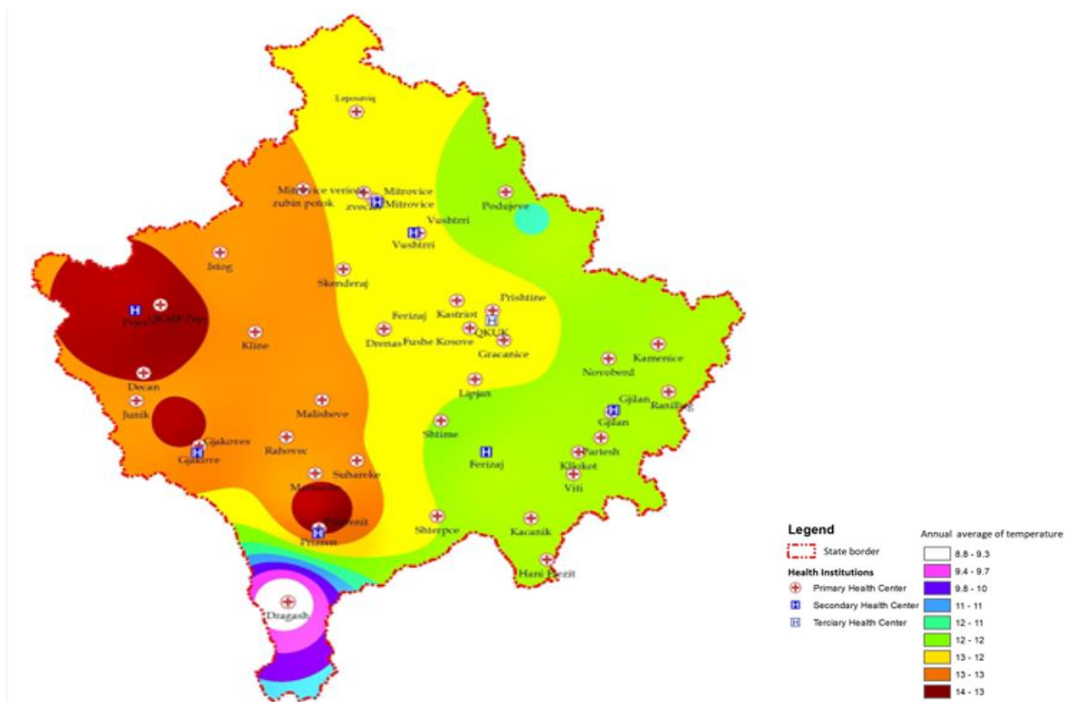 Leposaviq
Mitrovice verior
Mitrovice
zubin potok
zvecan
Mitrovice
Podujeve
Vushtrri
Vushtrri
Istog
Skenderaj
Prishtine
Kastriot
Ferizaj
QKUK
Drenas
Fushe Kosove
Gracanice
Kline
Kamenice
Novoberd
Decan
Lipjan
Junik
Malisheve
Gjilan
Ranillug
Gjilan
Shtime
Gjakoves
Gjakove
Rahovec
Partesh
Ferizaj
Kllokot
Suhareke
Viti
Prizren
Shterpce
Kacanik
Hani Elezit
Dragash
Legend
State border
Health Institutions
Primary Health Center
Secondary Health Center
Terciary Health Center
Annual average of temperature
8.8 - 9.3
9.4 - 9.7
9.8 - 10
11 - 11
12 - 11
12 - 12
13 - 12
13 - 13
14 - 13